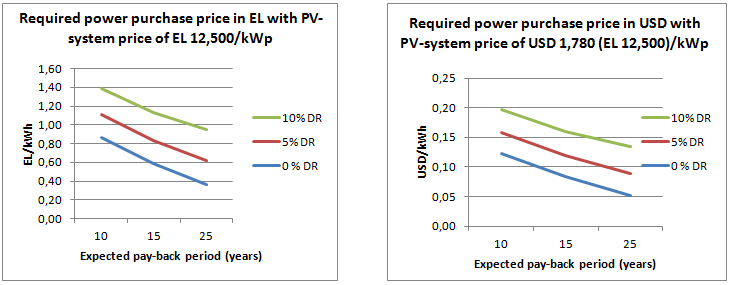 Required power purchase price in EL with PV-
system price of EL 12,500/kWp
1,60
1,40
1,20
1,00
0,80
0,60
0,40
0,20
0,00
EL/kWh
10% DR
5% DR
0 % DR
10 15 25
Expected pay-back period (years)
Required power purchase price in USD with
PV-system price of USD 1,780 (EL 12,500)/kWp
0,25
0,20
0,15
0,10
0,05
0,00
USD/kWh
10% DR
5% DR
0 % DR
10 15 25
Expected pay-back period (years)